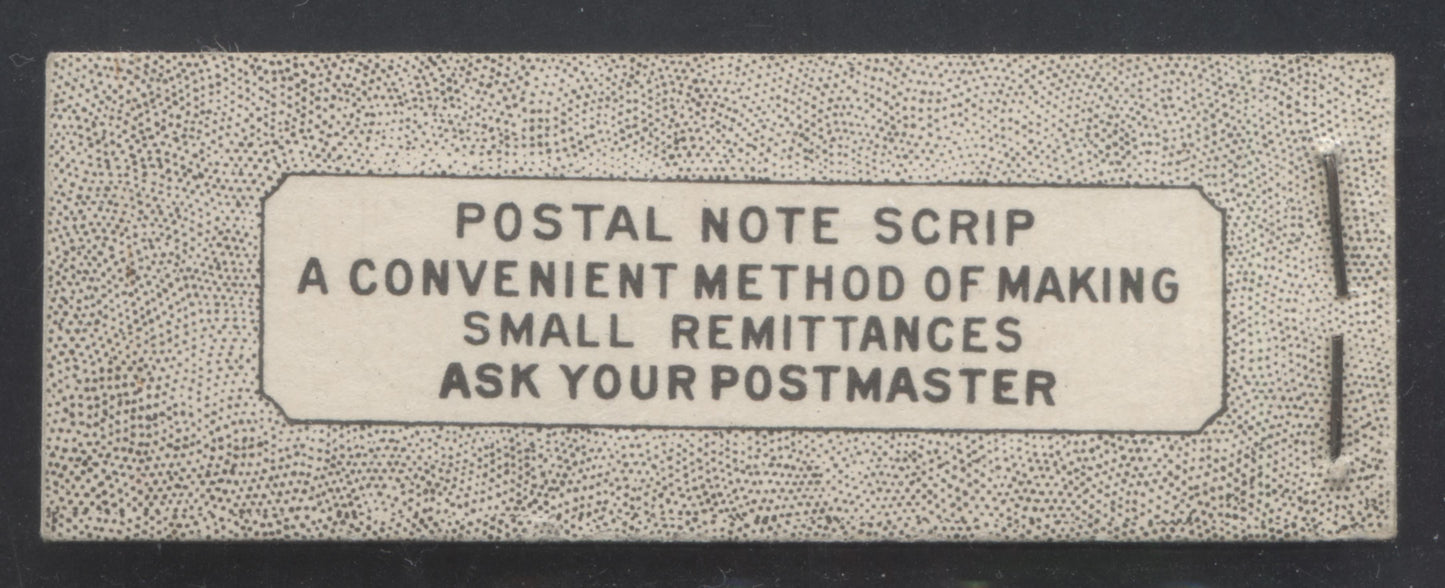 POSTAL NOTE SCRIP
A CONVENIENT METHOD OF MAKING
SMALL REMITTANCES
ASK YOUR POSTMASTER